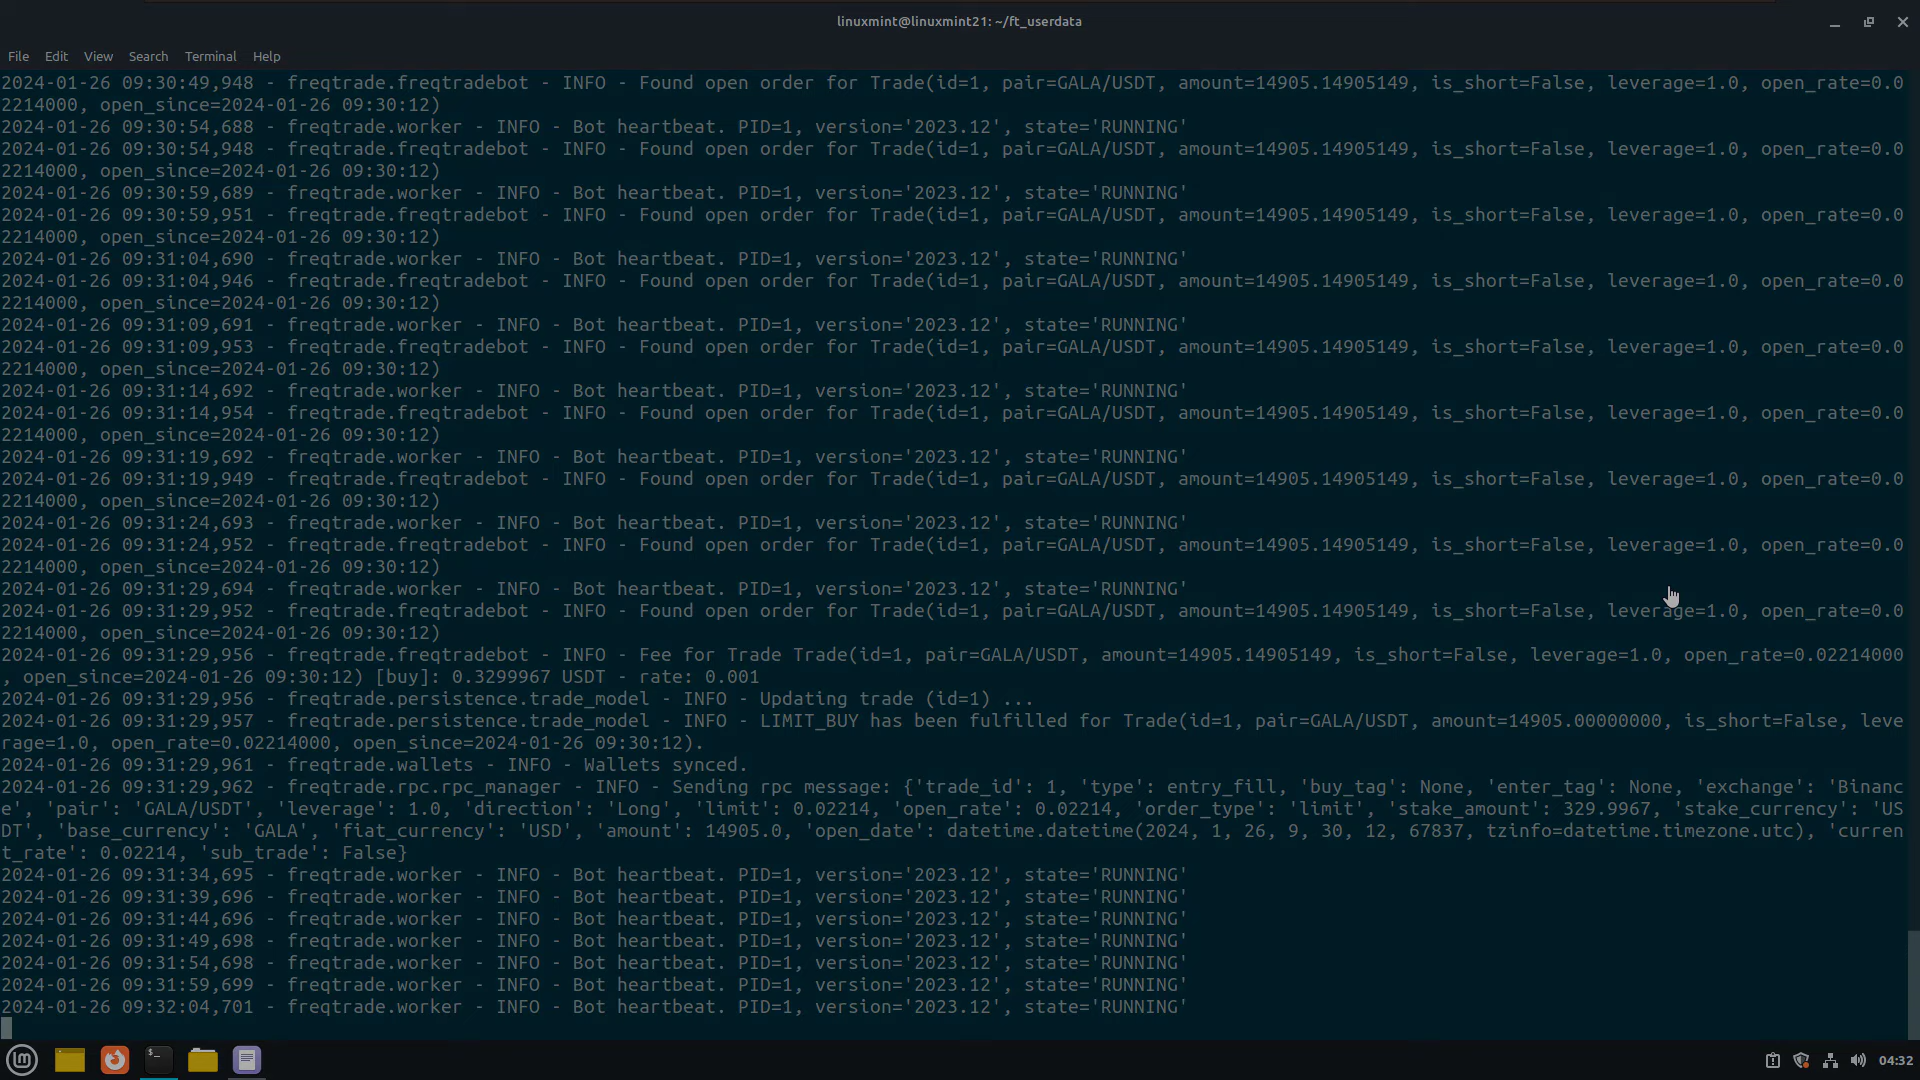 linuxmint@linuxmint21: ~/ft_userdata
File Edit View Search Terminal Help
2024-01-26 09:30:49,948 - freqtrade.freqtradebot - INFO - Found open order for Trade(id=1, pair=GALA/USDT, amount=14905.14905149, is_short=False, leverage=1.0, open_rate=0.0
2214000, open_since=2024-01-26 09:30:12)
2024-01-26 09:30:54,688 - freqtrade.worker - INFO - Bot heartbeat. PID=1, version='2023.12', state='RUNNING'
2024-01-26 09:30:54,948 - freqtrade.freqtradebot - INFO - Found open order for Trade(id=1, pair=GALA/USDT, amount=14905.14905149, is_short=False, leverage=1.0, open_rate=0.0
2214000, open_since=2024-01-26 09:30:12)
2024-01-26 09:30:59,689 - freqtrade.worker - INFO - Bot heartbeat. PID=1, version='2023.12', state='RUNNING'
2024-01-26 09:30:59,951 - freqtrade.freqtradebot - INFO - Found open order for Trade(id=1, pair=GALA/USDT, amount=14905.14905149, is_short=False, leverage=1.0, open_rate=0.0
2214000, open_since=2024-01-26 09:30:12)
2024-01-26 09:31:04,690 - freqtrade.worker - INFO - Bot heartbeat. PID=1, version='2023.12', state='RUNNING'
2024-01-26 09:31:04,946 - freqtrade.freqtradebot - INFO - Found open order for Trade(id=1, pair=GALA/USDT, amount=14905.14905149, is_short=False, leverage=1.0, open_rate=0.0
2214000, open_since=2024-01-26 09:30:12)
2024-01-26 09:31:09,691 - freqtrade.worker - INFO - Bot heartbeat. PID=1, version='2023.12', state='RUNNING'
2024-01-26 09:31:09,953 - freqtrade.freqtradebot - INFO - Found open order for Trade(id=1, pair=GALA/USDT, amount=14905.14905149, is_short=False, leverage=1.0, open_rate=0.0
2214000, open_since=2024-01-26 09:30:12)
2024-01-26 09:31:14,692 - freqtrade.worker - INFO - Bot heartbeat. PID=1, version='2023.12', state='RUNNING'
2024-01-26 09:31:14,954 - freqtrade.freqtradebot - INFO - Found open order for Trade(id=1, pair=GALA/USDT, amount=14905.14905149, is_short=False, leverage=1.0, open_rate=0.0
2214000, open_since=2024-01-26 09:30:12)
2024-01-26 09:31:19,692 - freqtrade.worker - INFO - Bot heartbeat. PID=1, version='2023.12', state='RUNNING'
2024-01-26 09:31:19,949 - freqtrade.freqtradebot - INFO - Found open order for Trade(id=1, pair=GALA/USDT, amount=14905.14905149, is_short=False, leverage=1.0, open_rate=0.0
2214000, open_since=2024-01-26 09:30:12)
2024-01-26 09:31:24,693 - freqtrade.worker - INFO - Bot heartbeat. PID=1, version='2023.12', state='RUNNING'
2024-01-26 09:31:24,952 - freqtrade.freqtradebot - INFO - Found open order for Trade(id=1, pair=GALA/USDT, amount=14905.14905149, is_short=False, leverage=1.0, open_rate=0.0
2214000, open_since=2024-01-26 09:30:12)
2024-01-26 09:31:29,694 - freqtrade.worker - INFO - Bot heartbeat. PID=1, version='2023.12', state='RUNNING'
2024-01-26 09:31:29,952 - freqtrade.freqtradebot - INFO - Found open order for Trade(id=1, pair=GALA/USDT, amount=14905.14905149, is_short=False, leverage=1.0, open_rate=0.0
2214000, open_since=2024-01-26 09:30:12)
2024-01-26 09:31:29,956 - freqtrade.freqtradebot - INFO - Fee for Trade Trade(id=1, pair=GALA/USDT, amount=14905.14905149, is_short=False, leverage=1.0, open_rate=0.02214000
, open_since=2024-01-26 09:30:12) [buy]: 0.3299967 USDT - rate: 0.001
2024-01-26 09:31:29,956 - freqtrade.persistence.trade_model - INFO - Updating trade (id=1) ...
2024-01-26 09:31:29,957 - freqtrade.persistence.trade_model - INFO - LIMIT_BUY has been fulfilled for Trade(id=1, pair=GALA/USDT, amount=14905.00000000, is_short=False, leve
rage=1.0, open_rate=0.02214000, open_since=2024-01-26 09:30:12).
2024-01-26 09:31:29,961 - freqtrade.wallets - INFO - Wallets synced.
2024-01-26 09:31:29,962 - freqtrade.rpc.rpc_manager - INFO - Sending rpc message: {'trade_id': 1, 'type': entry_fill, 'buy_tag': None, 'enter_tag': None, 'exchange': 'Binanc
e', 'pair': 'GALA/USDT', 'leverage': 1.0, 'direction': 'Long', 'limit': 0.02214, 'open_rate': 0.02214, 'order_type': 'limit', 'stake_amount': 329.9967, 'stake_currency': 'US
DT', 'base_currency': 'GALA', 'fiat_currency': 'USD', 'amount': 14905.0, 'open_date': datetime.datetime(2024, 1, 26, 9, 30, 12, 67837, tzinfo=datetime.timezone.utc), 'curren
t_rate': 0.02214, 'sub_trade': False}
2024-01-26 09:31:34,695 - freqtrade.worker - INFO - Bot heartbeat. PID=1, version='2023.12', state='RUNNING'
2024-01-26 09:31:39,696 - freqtrade.worker - INFO - Bot heartbeat. PID=1, version='2023.12', state='RUNNING'
2024-01-26 09:31:44,696 - freqtrade.worker - INFO - Bot heartbeat. PID=1, version='2023.12', state='RUNNING'
2024-01-26 09:31:49,698 - freqtrade.worker - INFO - Bot heartbeat. PID=1, version='2023.12', state='RUNNING'
2024-01-26 09:31:54,698 - freqtrade.worker - INFO - Bot heartbeat. PID=1, version='2023.12', state='RUNNING'
2024-01-26 09:31:59,699 - freqtrade.worker - INFO - Bot heartbeat. PID=1, version='2023.12', state='RUNNING'
2024-01-26 09:32:04,701 - freqtrade.worker - INFO - Bot heartbeat. PID=1, version='2023.12', state='RUNNING'
04:32